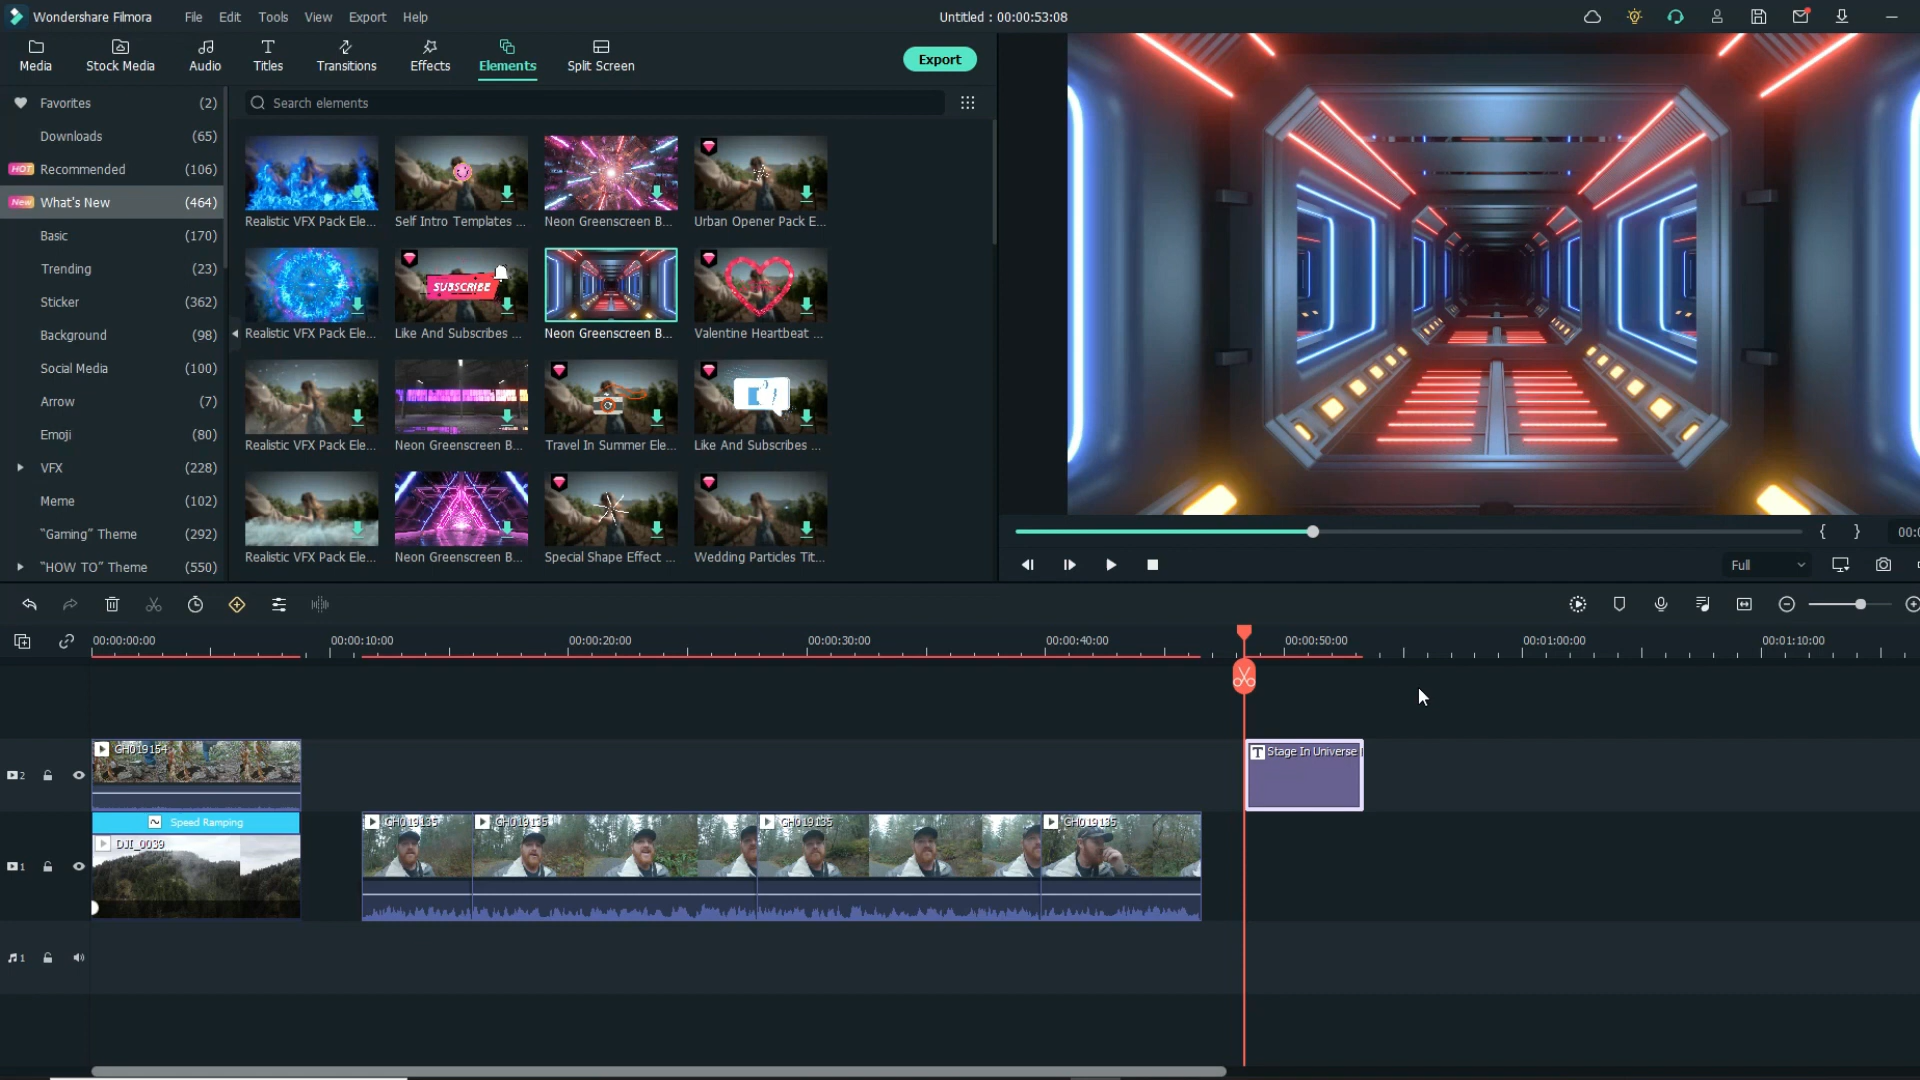 Wondershare Filmora File Edit Tools View Export Help Untitled : 00:00:53:08
Media Stock Media Audio Titles Transitions Effects Elements Split Screen Export
Favorites (2)
Downloads (65)
HOT Recommended (106)
New What's New (464)
Basic (170)
Trending (23)
Sticker (362)
Background (98)
Social Media (100)
Arrow (7)
Emoji (80)
VFX (228)
Meme (102)
"Gaming" Theme (292)
"HOW TO" Theme (550)
Search elements
Realistic VFX Pack Ele... Self Intro Templates ... Neon Greenscreen B... Urban Opener Pack E...
SUBSCRIBE
Realistic VFX Pack Ele... Like And Subscribes ... Neon Greenscreen B... Valentine Heartbeat ...
Realistic VFX Pack Ele... Neon Greenscreen B... Travel In Summer Ele... Like And Subscribes ...
Realistic VFX Pack Ele... Neon Greenscreen B... Special Shape Effect ... Wedding Particles Tit...
{ } 00:0
Full
00:00:00:00 00:00:10:00 00:00:20:00 00:00:30:00 00:00:40:00 00:00:50:00 00:01:00:00 00:01:10:00
2 GH019154 T Stage In Universe
Speed Ramping
GH019135 GH019135 GH019135 GH019135
DJI_0039
1
1